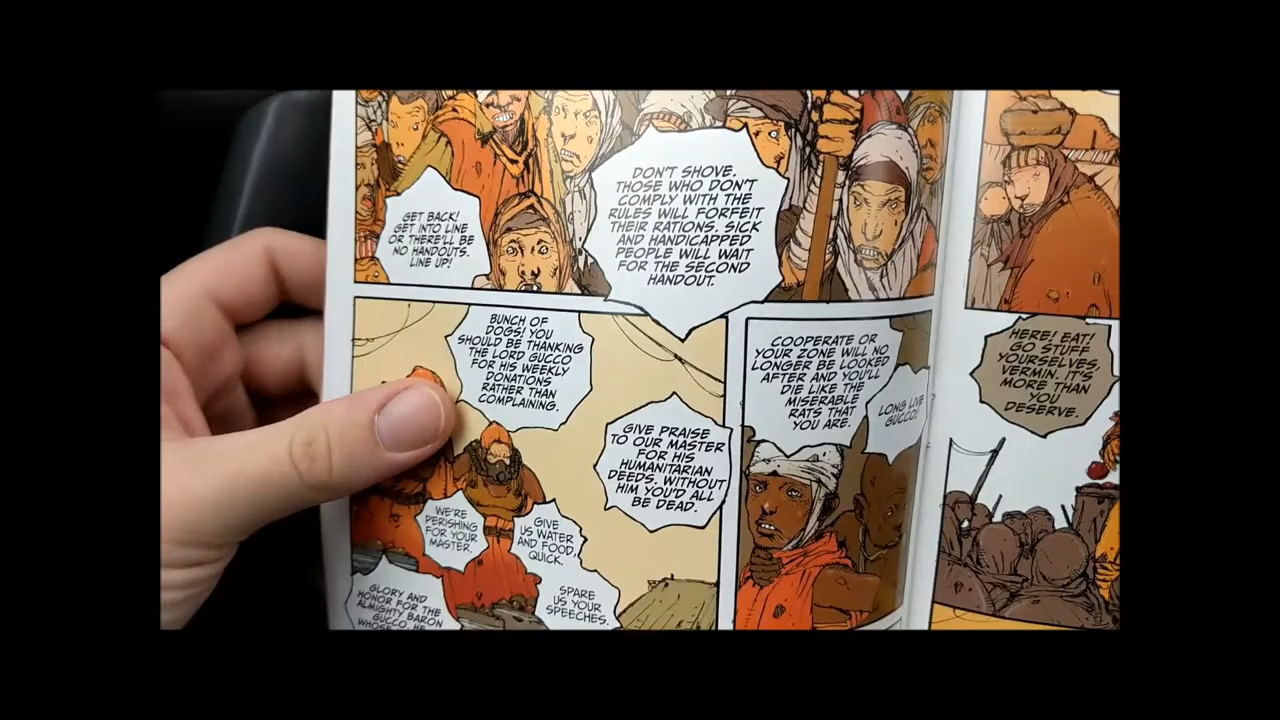 GET BACK!
GET INTO LINE
OR THERE'LL BE
NO HANDOUTS.
LINE UP!
DON'T SHOVE.
THOSE WHO DON'T
COMPLY WITH THE
RULES WILL FORFEIT
THEIR RATIONS. SICK
AND HANDICAPPED
PEOPLE WILL WAIT
FOR THE SECOND
HANDOUT.
BUNCH OF
DOGS! YOU
SHOULD BE THANKING
THE LORD GUCCO
FOR HIS WEEKLY
DONATIONS
RATHER THAN
COMPLAINING.
GIVE PRAISE
TO OUR MASTER
FOR HIS
HUMANITARIAN
DEEDS. WITHOUT
HIM YOU'D ALL
BE DEAD.
WE'RE
PERISHING
FOR YOUR
MASTER.
GIVE
US WATER
AND FOOD,
QUICK.
SPARE
US YOUR
SPEECHES.
GLORY AND
HONOR FOR THE
ALMIGHTY BARON
GUCCO. HE
COOPERATE OR
YOUR ZONE WILL NO
LONGER BE LOOKED
AFTER AND YOU'LL
DIE LIKE THE
MISERABLE
RATS THAT
YOU ARE.
LONG LIVE
GUCCO!
HERE! EAT!
GO STUFF
YOURSELVES,
VERMIN. IT'S
MORE THAN
YOU
DESERVE.